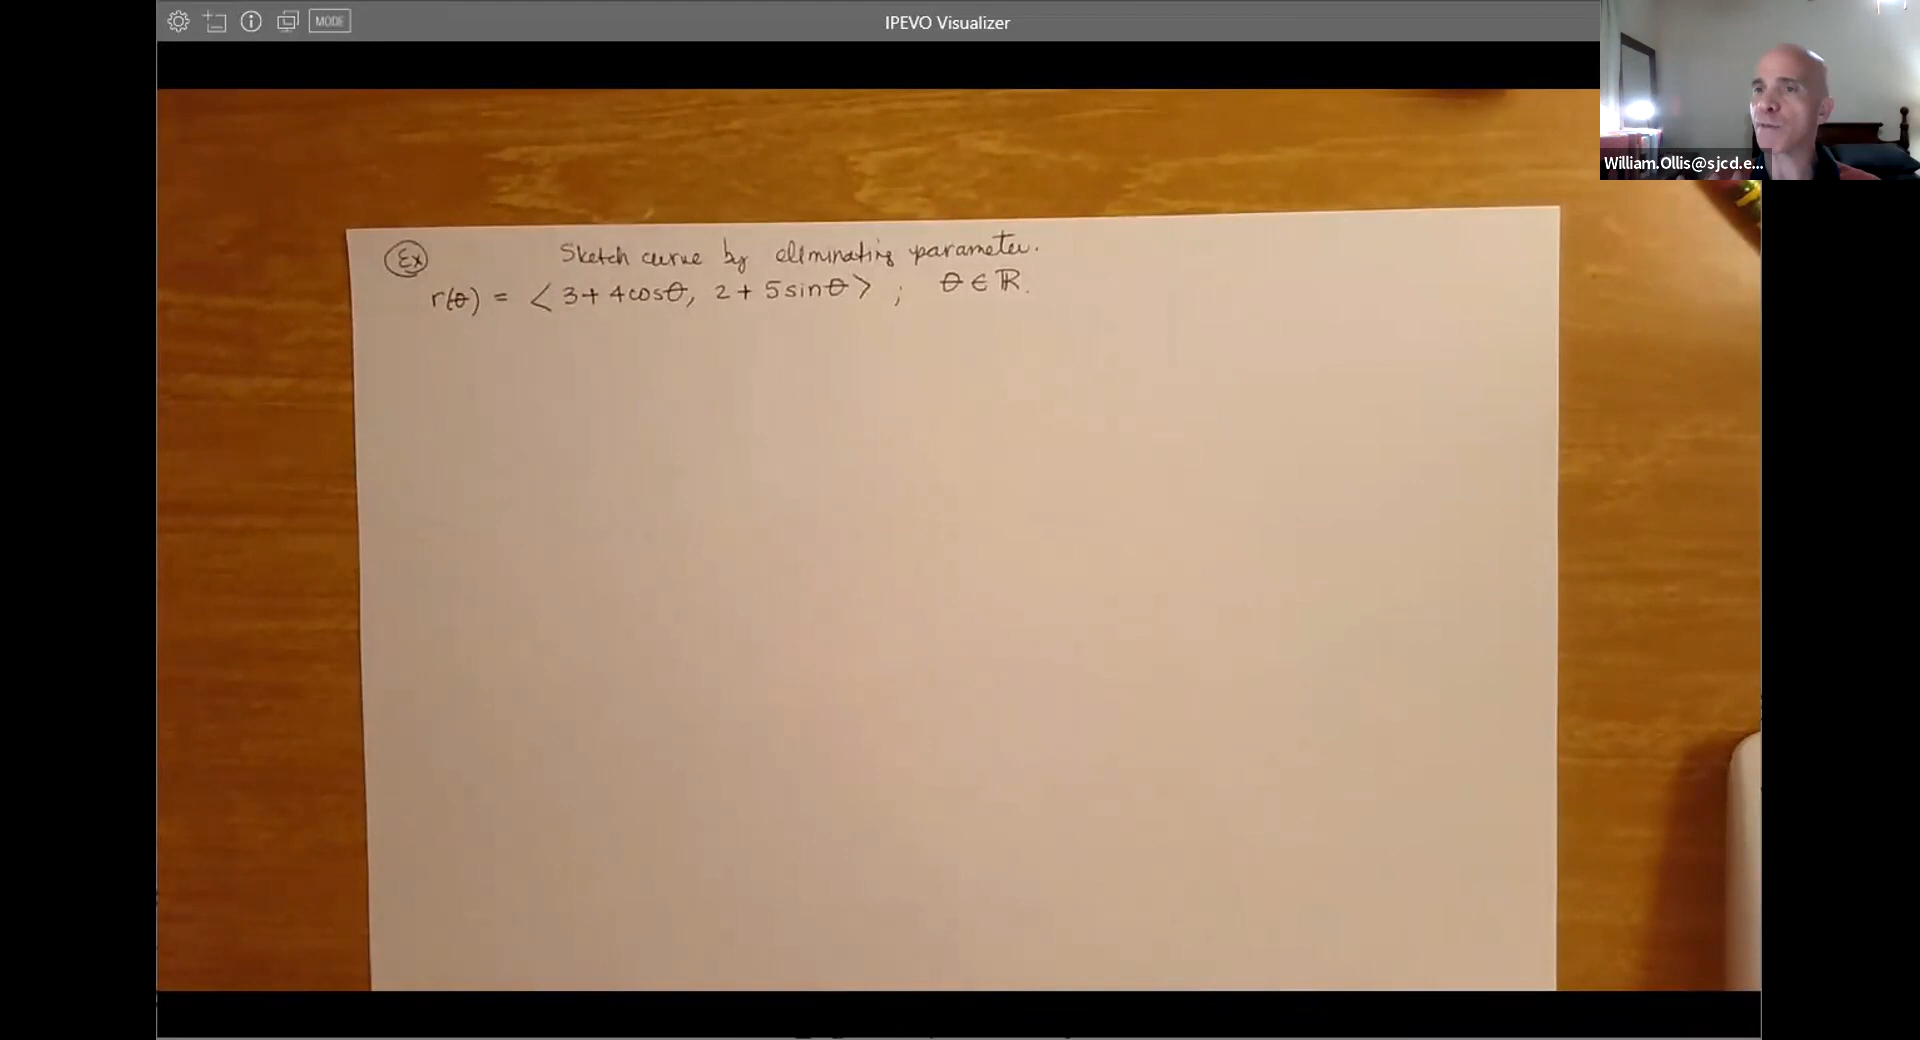 MODE
IPEVO Visualizer
William.Ollis@sjcd.e...
Ex
Sketch curve by eliminating parameter.
r(θ) = < 3 + 4cosθ, 2 + 5sinθ > ; θ ∈ ℝ.